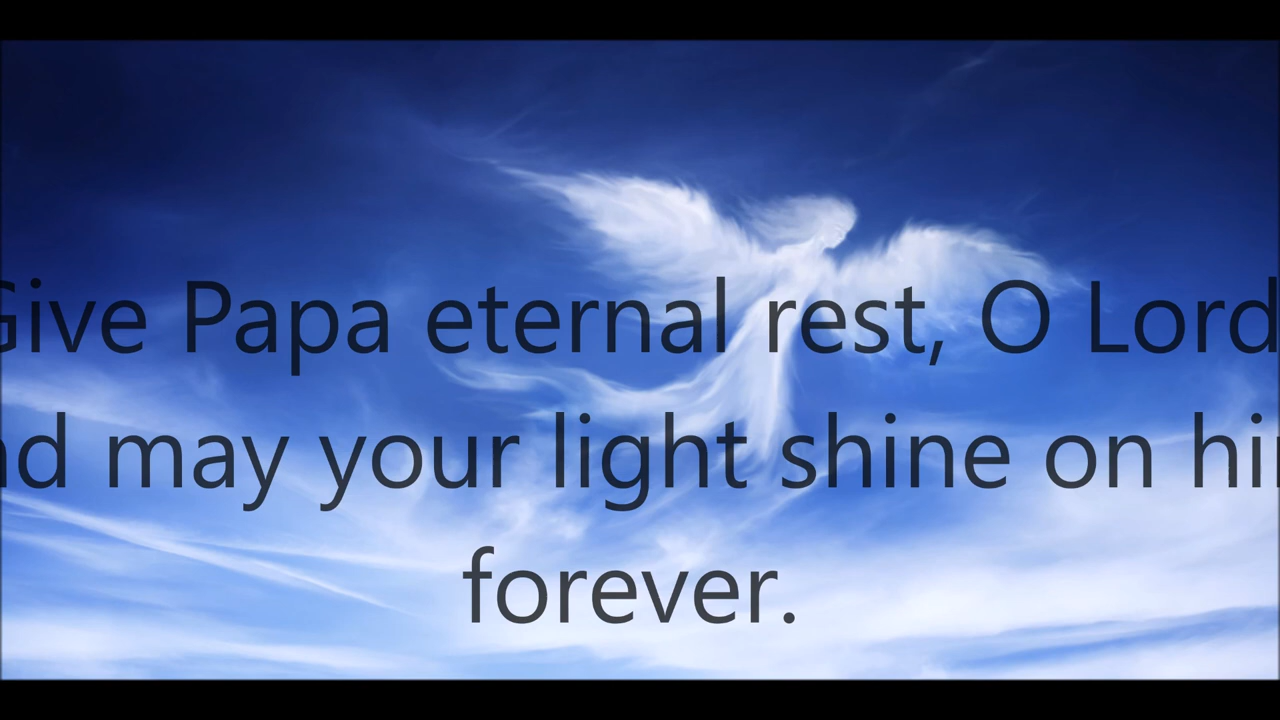 Give Papa eternal rest, O Lord
nd may your light shine on hi
forever.